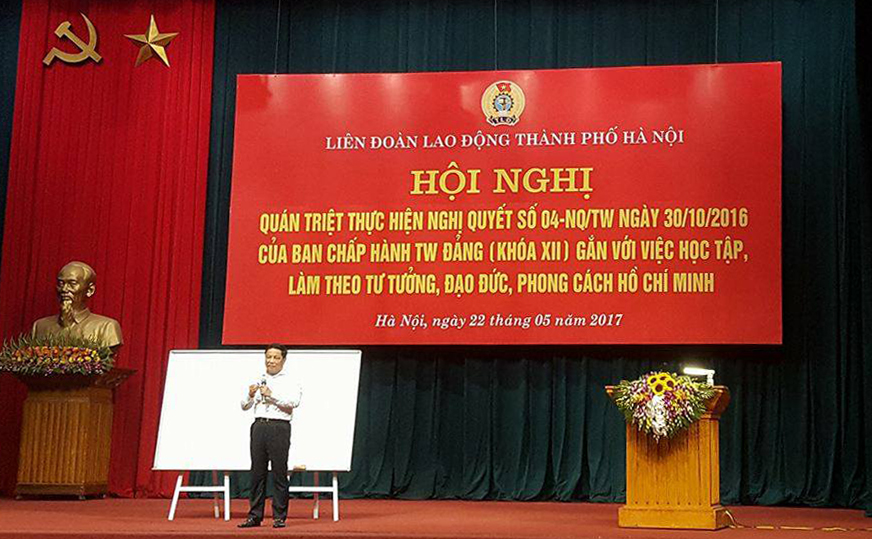 T.L.Đ
LIÊN ĐOÀN LAO ĐỘNG THÀNH PHỐ HÀ NỘI
HỘI NGHỊ
QUÁN TRIỆT THỰC HIỆN NGHỊ QUYẾT SỐ 04-NQ/TW NGÀY 30/10/2016
CỦA BAN CHẤP HÀNH TW ĐẢNG (KHÓA XII) GẮN VỚI VIỆC HỌC TẬP,
LÀM THEO TƯ TƯỞNG, ĐẠO ĐỨC, PHONG CÁCH HỒ CHÍ MINH
Hà Nội, ngày 22 tháng 05 năm 2017